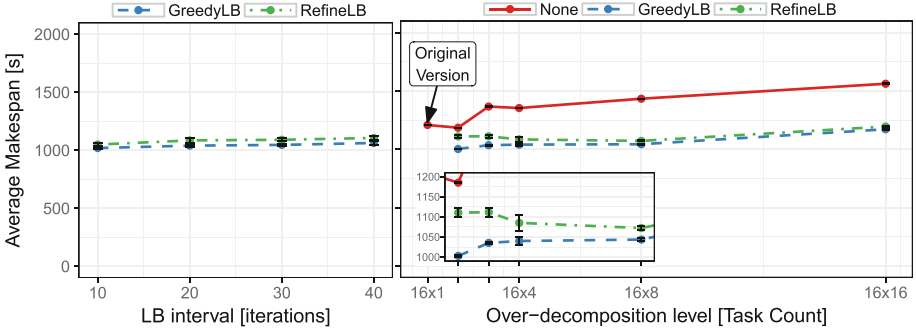 GreedyLB RefineLB
None GreedyLB RefineLB
Average Makespan [s]
2000
1500
1000
500
0
10 20 30 40
LB interval [iterations]
Original
Version
1200
1150
1100
1050
1000
16x1 16x4 16x8 16x16
Over−decomposition level [Task Count]